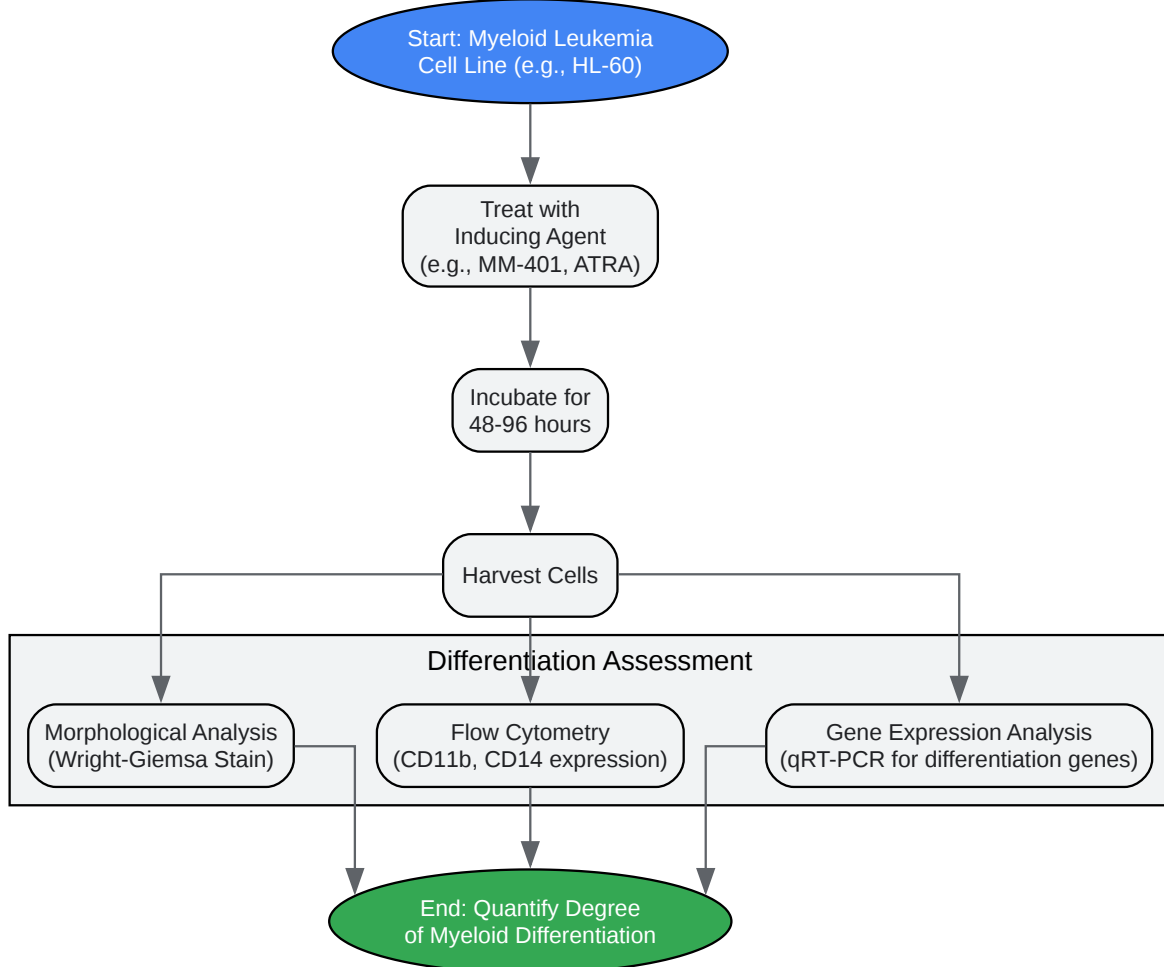 Start: Myeloid Leukemia
Cell Line (e.g., HL-60)
Treat with
Inducing Agent
(e.g., MM-401, ATRA)
Incubate for
48-96 hours
Harvest Cells
Differentiation Assessment
Morphological Analysis
(Wright-Giemsa Stain)
Flow Cytometry
(CD11b, CD14 expression)
Gene Expression Analysis
(qRT-PCR for differentiation genes)
End: Quantify Degree
of Myeloid Differentiation